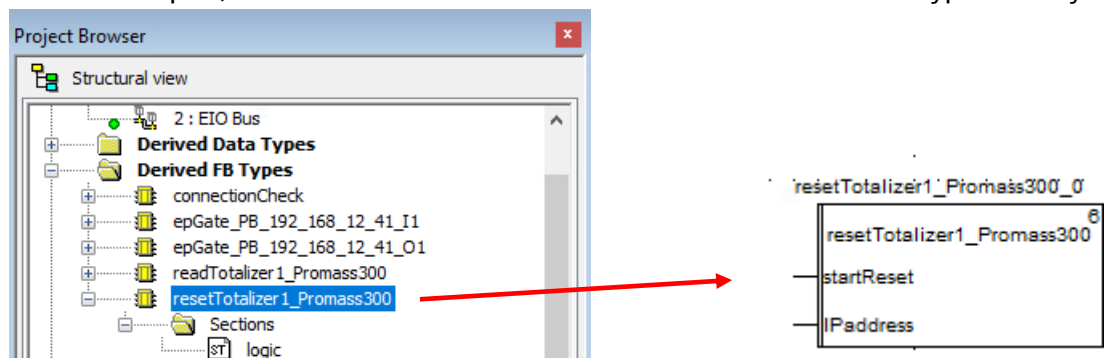 Project Browser
x
Structural view
2 : EIO Bus
Derived Data Types
Derived FB Types
connectionCheck
epGate_PB_192_168_12_41_I1
epGate_PB_192_168_12_41_O1
readTotalizer1_Promass300
resetTotalizer1_Promass300
Sections
ST logic
resetTotalizer1_Promass300_0
6
resetTotalizer1_Promass300
startReset
IPaddress